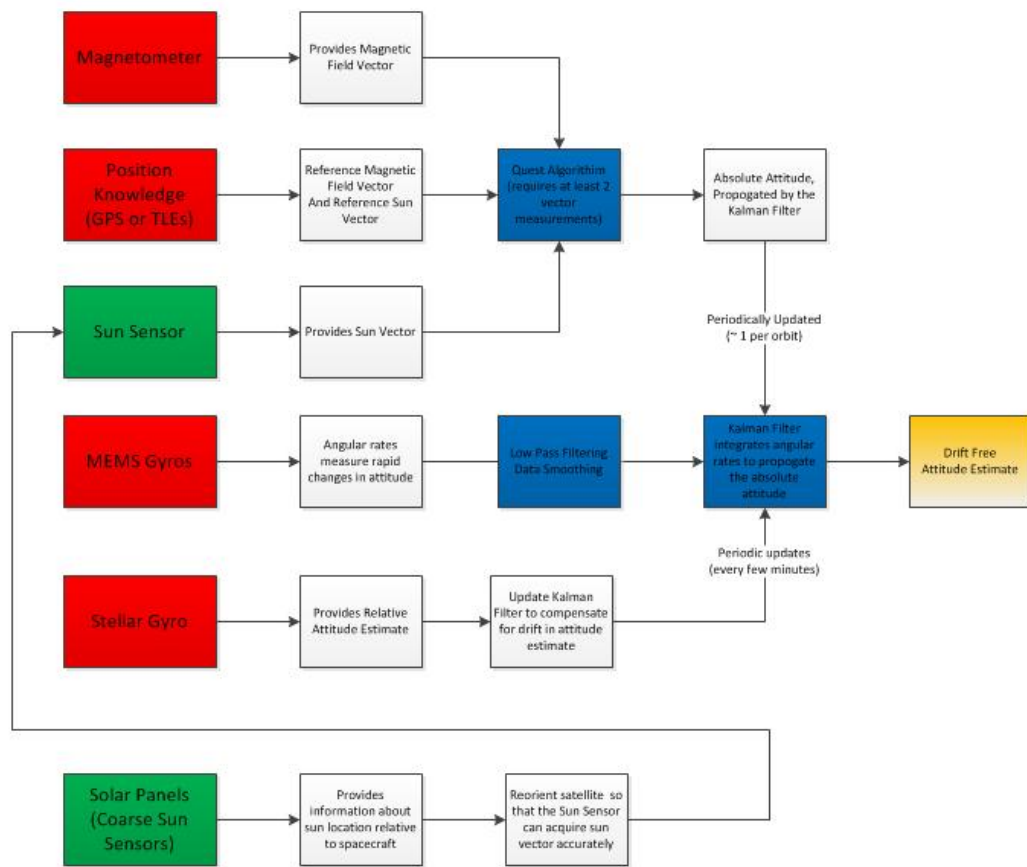 Magnetometer
Provides Magnetic
Field Vector
Position
Knowledge
(GPS or TLEs)
Reference Magnetic
Field Vector
And Reference Sun
Vector
Quest Algorithim
(requires at least 2
vector
measurements)
Absolute Attitude,
Propogated by the
Kalman Filter
Sun Sensor
Provides Sun Vector
Periodically Updated
(~ 1 per orbit)
MEMS Gyros
Angular rates
measure rapid
changes in attitude
Low Pass Filtering
Data Smoothing
Kalman Filter
integrates angular
rates to propogate
the absolute
attitude
Drift Free
Attitude Estimate
Periodic updates
(every few minutes)
Stellar Gyro
Provides Relative
Attitude Estimate
Update Kalman
Filter to compensate
for drift in attitude
estimate
Solar Panels
(Coarse Sun
Sensors)
Provides
information about
sun location relative
to spacecraft
Reorient satellite so
that the Sun Sensor
can acquire sun
vector accurately